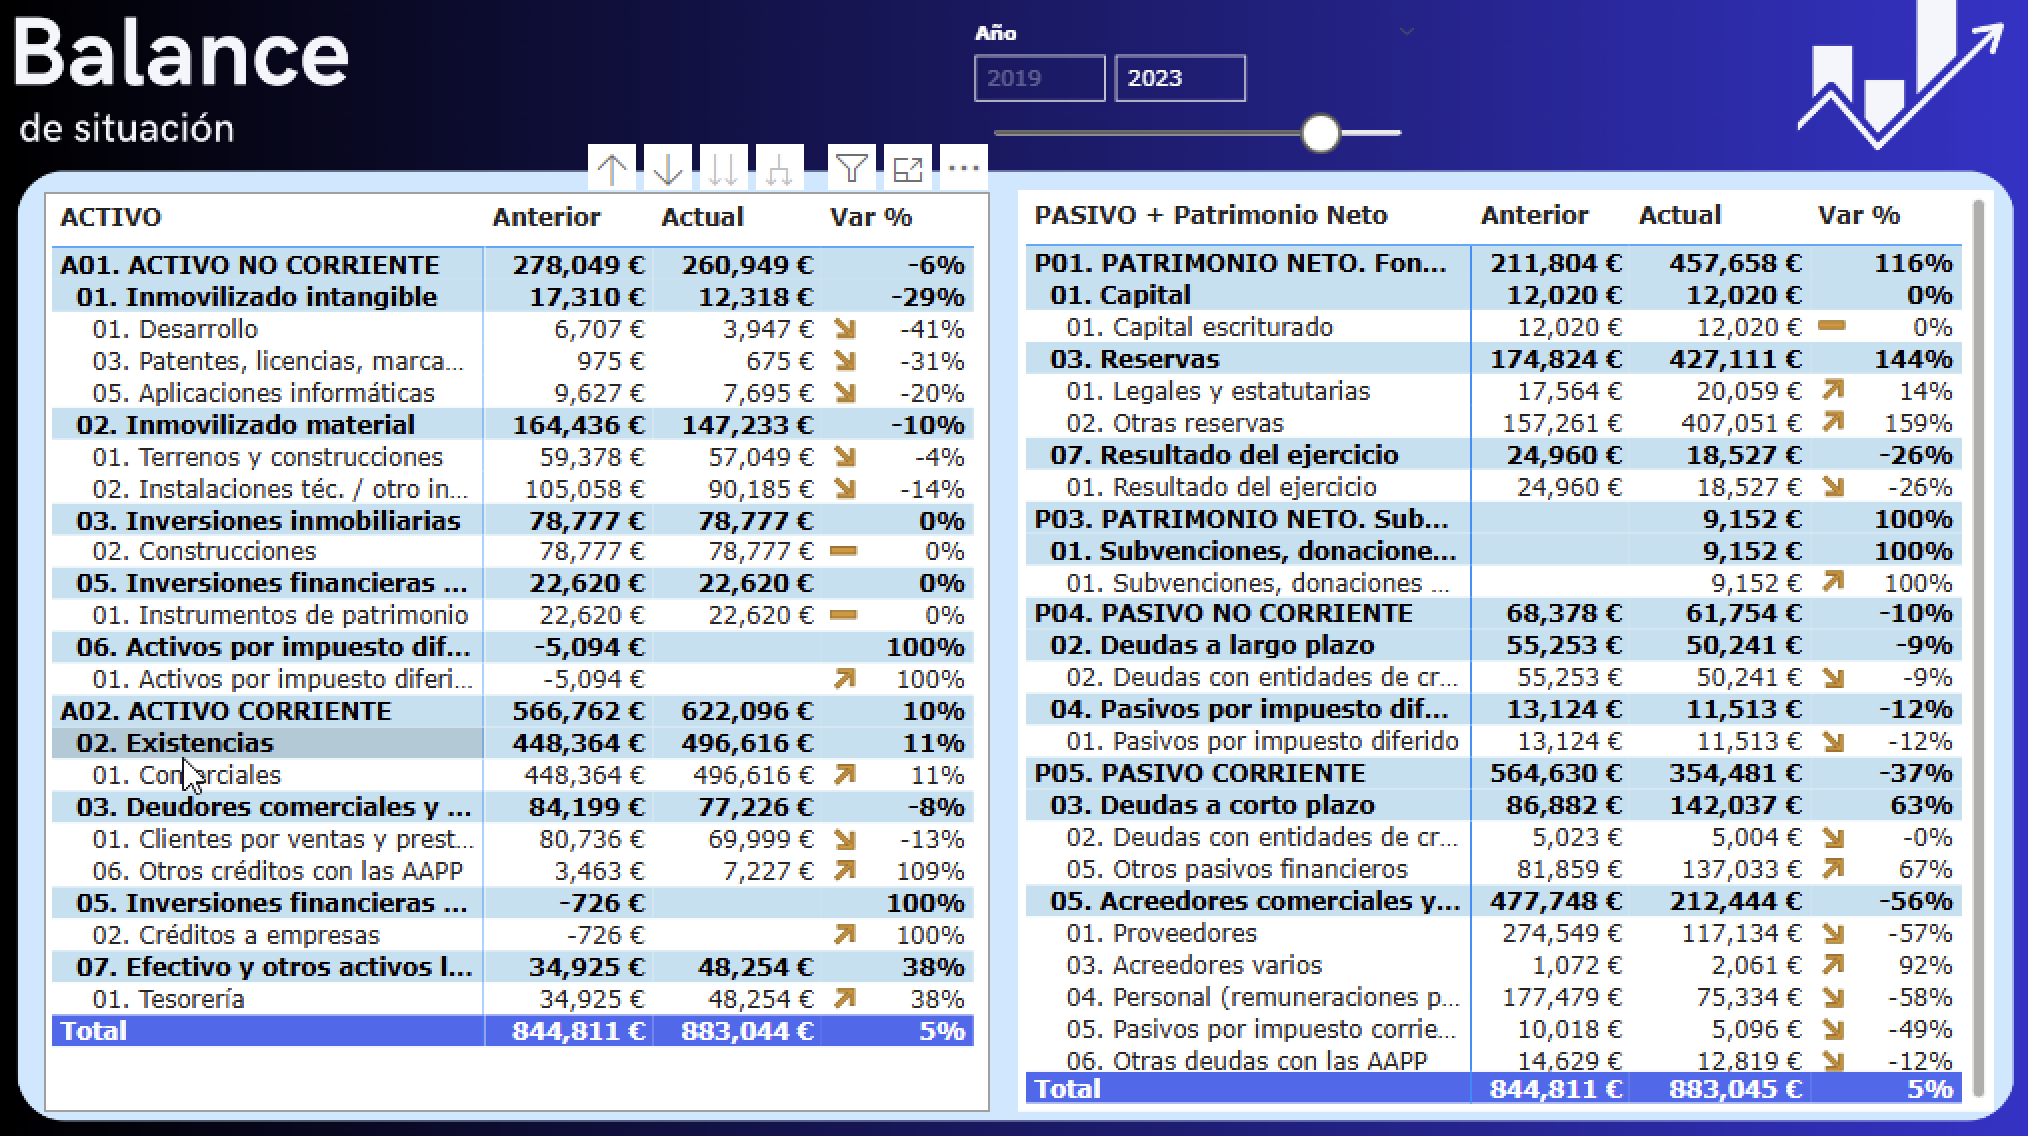 Balance
de situación
Año
2019 2023
ACTIVO Anterior Actual Var %
A01. ACTIVO NO CORRIENTE 278,049 € 260,949 € -6%
01. Inmovilizado intangible 17,310 € 12,318 € -29%
01. Desarrollo 6,707 € 3,947 € -41%
03. Patentes, licencias, marca... 975 € 675 € -31%
05. Aplicaciones informáticas 9,627 € 7,695 € -20%
02. Inmovilizado material 164,436 € 147,233 € -10%
01. Terrenos y construcciones 59,378 € 57,049 € -4%
02. Instalaciones téc. / otro in... 105,058 € 90,185 € -14%
03. Inversiones inmobiliarias 78,777 € 78,777 € 0%
02. Construcciones 78,777 € 78,777 € 0%
05. Inversiones financieras ... 22,620 € 22,620 € 0%
01. Instrumentos de patrimonio 22,620 € 22,620 € 0%
06. Activos por impuesto dif... -5,094 € 100%
01. Activos por impuesto diferi... -5,094 € 100%
A02. ACTIVO CORRIENTE 566,762 € 622,096 € 10%
02. Existencias 448,364 € 496,616 € 11%
01. Comerciales 448,364 € 496,616 € 11%
03. Deudores comerciales y ... 84,199 € 77,226 € -8%
01. Clientes por ventas y prest... 80,736 € 69,999 € -13%
06. Otros créditos con las AAPP 3,463 € 7,227 € 109%
05. Inversiones financieras ... -726 € 100%
02. Créditos a empresas -726 € 100%
07. Efectivo y otros activos l... 34,925 € 48,254 € 38%
01. Tesorería 34,925 € 48,254 € 38%
Total 844,811 € 883,044 € 5%
PASIVO + Patrimonio Neto Anterior Actual Var %
P01. PATRIMONIO NETO. Fon... 211,804 € 457,658 € 116%
01. Capital 12,020 € 12,020 € 0%
01. Capital escriturado 12,020 € 12,020 € 0%
03. Reservas 174,824 € 427,111 € 144%
01. Legales y estatutarias 17,564 € 20,059 € 14%
02. Otras reservas 157,261 € 407,051 € 159%
07. Resultado del ejercicio 24,960 € 18,527 € -26%
01. Resultado del ejercicio 24,960 € 18,527 € -26%
P03. PATRIMONIO NETO. Sub... 9,152 € 100%
01. Subvenciones, donacione... 9,152 € 100%
01. Subvenciones, donaciones ... 9,152 € 100%
P04. PASIVO NO CORRIENTE 68,378 € 61,754 € -10%
02. Deudas a largo plazo 55,253 € 50,241 € -9%
02. Deudas con entidades de cr... 55,253 € 50,241 € -9%
04. Pasivos por impuesto dif... 13,124 € 11,513 € -12%
01. Pasivos por impuesto diferido 13,124 € 11,513 € -12%
P05. PASIVO CORRIENTE 564,630 € 354,481 € -37%
03. Deudas a corto plazo 86,882 € 142,037 € 63%
02. Deudas con entidades de cr... 5,023 € 5,004 € -0%
05. Otros pasivos financieros 81,859 € 137,033 € 67%
05. Acreedores comerciales y... 477,748 € 212,444 € -56%
01. Proveedores 274,549 € 117,134 € -57%
03. Acreedores varios 1,072 € 2,061 € 92%
04. Personal (remuneraciones p... 177,479 € 75,334 € -58%
05. Pasivos por impuesto corrie... 10,018 € 5,096 € -49%
06. Otras deudas con las AAPP 14,629 € 12,819 € -12%
Total 844,811 € 883,045 € 5%